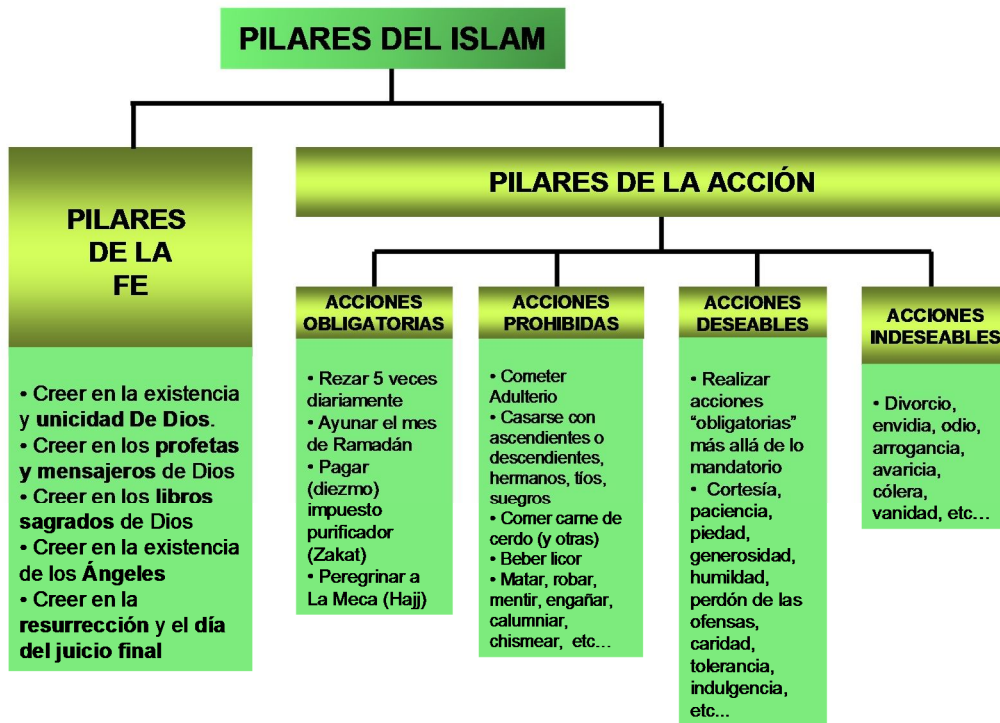 PILARES DEL ISLAM
PILARES
DE LA
FE
• Creer en la existencia
y unicidad De Dios.
• Creer en los profetas
y mensajeros de Dios
• Creer en los libros
sagrados de Dios
• Creer en la existencia
de los Ángeles
• Creer en la
resurrección y el día
del juicio final
PILARES DE LA ACCIÓN
ACCIONES
OBLIGATORIAS
• Rezar 5 veces
diariamente
• Ayunar el mes
de Ramadán
• Pagar
(diezmo)
impuesto
purificador
(Zakat)
• Peregrinar a
La Meca (Hajj)
ACCIONES
PROHIBIDAS
• Cometer
Adulterio
• Casarse con
ascendientes o
descendientes,
hermanos, tíos,
suegros
• Comer carne de
cerdo (y otras)
• Beber licor
• Matar, robar,
mentir, engañar,
calumniar,
chismear, etc...
ACCIONES
DESEABLES
• Realizar
acciones
“obligatorias”
más allá de lo
mandatorio
• Cortesía,
paciencia,
piedad,
generosidad,
humildad,
perdón de las
ofensas,
caridad,
tolerancia,
indulgencia,
etc...
ACCIONES
INDESEABLES
• Divorcio,
envidia, odio,
arrogancia,
avaricia,
cólera,
vanidad, etc...